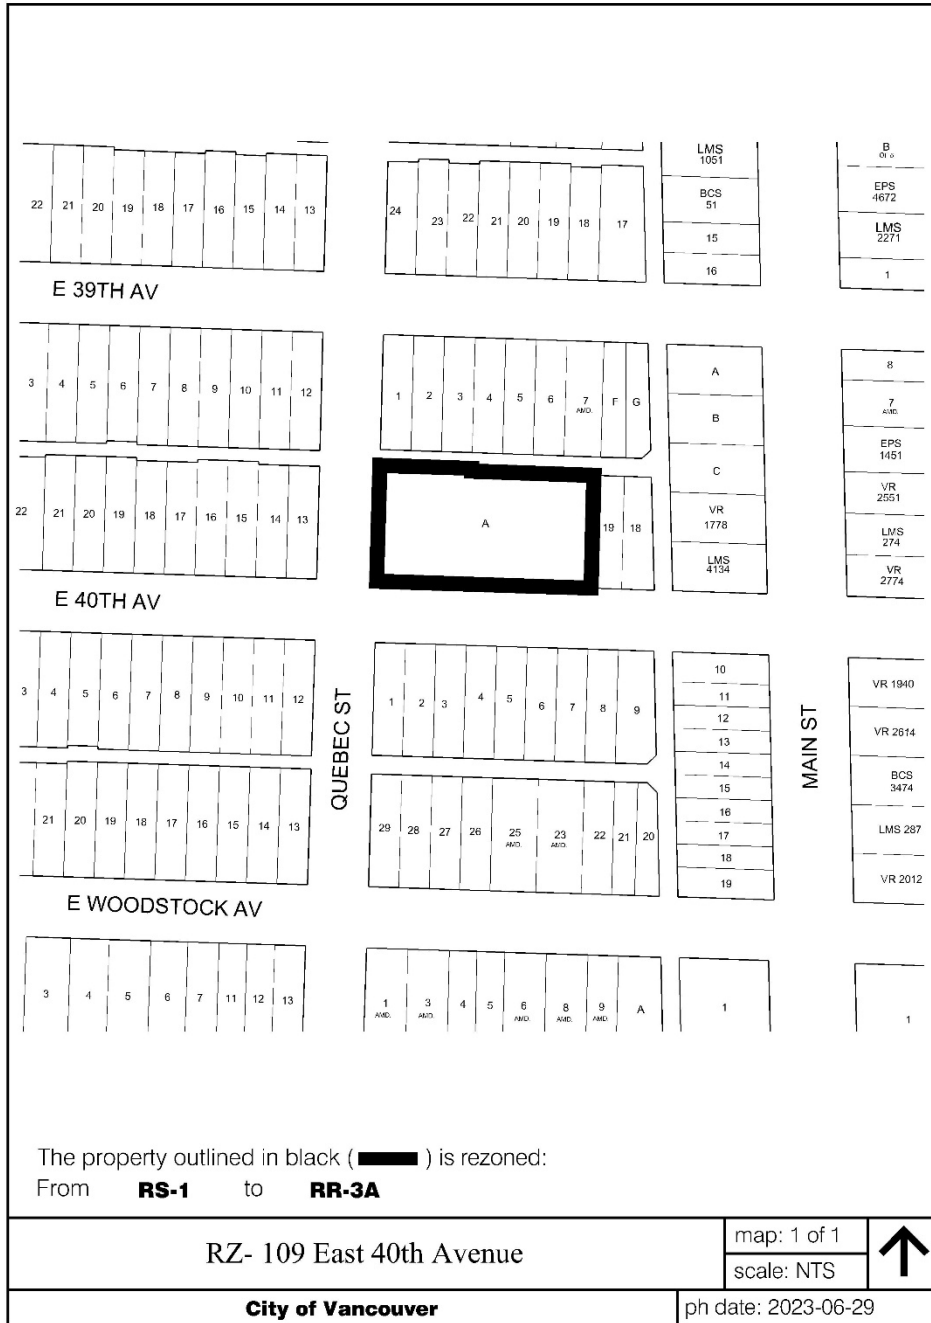 LMS
1051
B
BCS
51
EPS
4672
22 21 20 19 18 17 16 15 14 13
24 23 22 21 20 19 18 17
15
LMS
2271
16
1
E 39TH AV
3 4 5 6 7 8 9 10 11 12
1 2 3 4 5 6 7 AMD. F G
A
B
C
VR
1778
LMS
4134
8
7
AMD.
EPS
1451
VR
2551
LMS
274
VR
2774
22 21 20 19 18 17 16 15 14 13
A
19 18
E 40TH AV
3 4 5 6 7 8 9 10 11 12
QUEBEC ST
1 2 3 4 5 6 7 8 9
10
11
12
13
14
15
16
17
18
19
MAIN ST
VR 1940
VR 2614
BCS
3474
LMS 287
VR 2012
21 20 19 18 17 16 15 14 13
29 28 27 26 25 23 22 21 20
AMD. AMD.
E WOODSTOCK AV
3 4 5 6 7 11 12 13
1 3 4 5 6 8 9 A
AMD. AMD. AMD. AMD. AMD.
1
1
The property outlined in black ( ) is rezoned:
From RS-1 to RR-3A
RZ- 109 East 40th Avenue
map: 1 of 1
scale: NTS
City of Vancouver
ph date: 2023-06-29